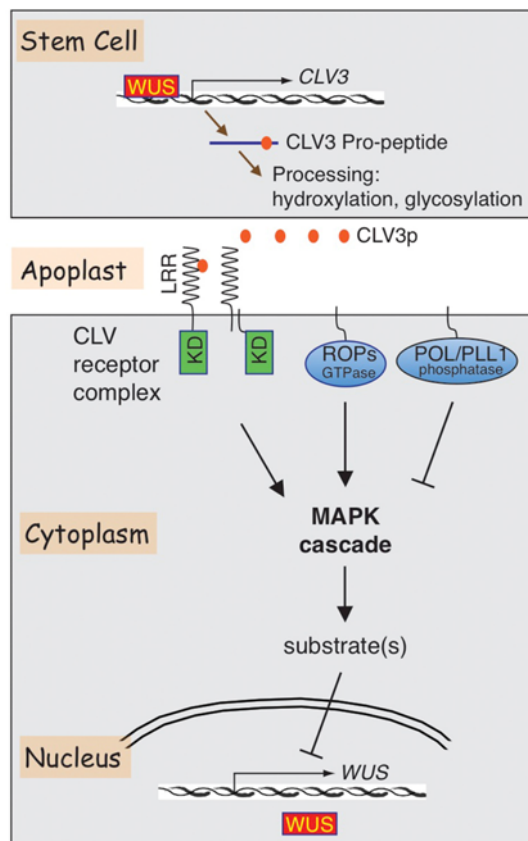 Stem Cell
WUS
CLV3
CLV3 Pro-peptide
Processing:
hydroxylation, glycosylation
CLV3p
Apoplast
LRR
CLV
receptor
complex
KD
KD
ROPs
GTPase
POL/PLL1
phosphatase
MAPK
cascade
Cytoplasm
substrate(s)
Nucleus
WUS
WUS